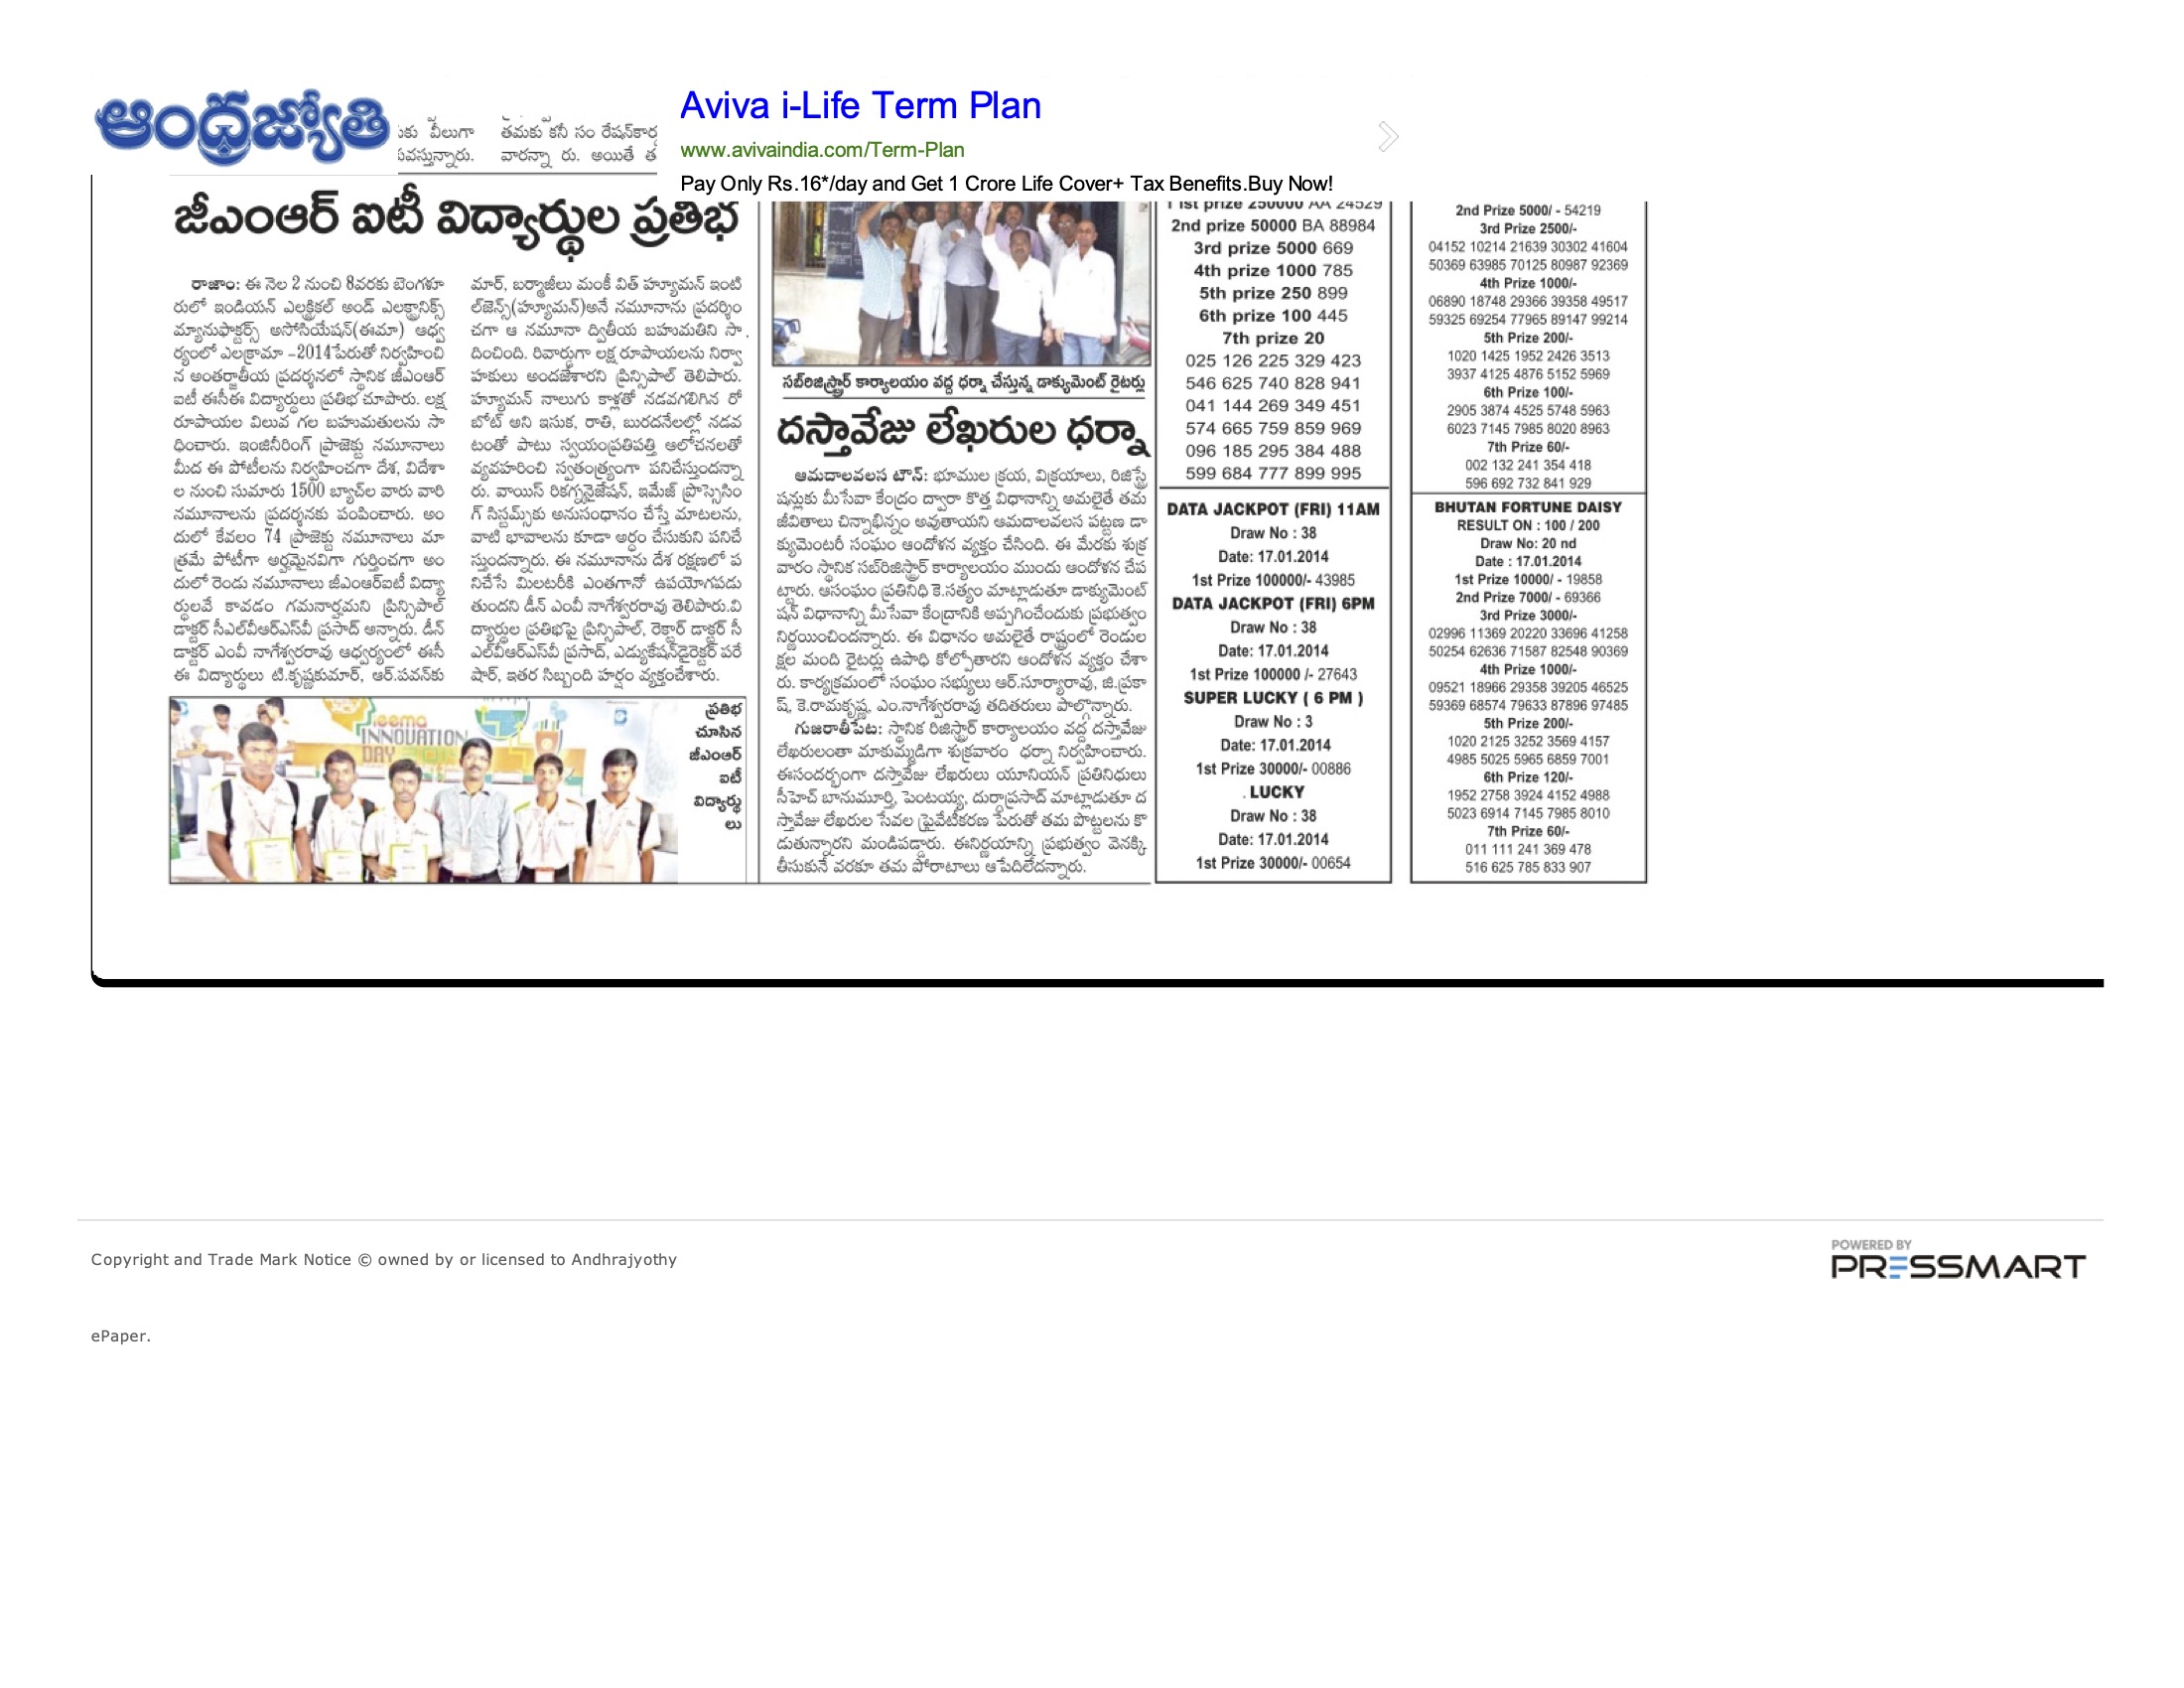 ఆంధ్రజ్యోతి
వీలుగా
తమకు కనీ సం రేషన్‌కార్డ
వారన్నా రు. అయితే త
Aviva i-Life Term Plan
www.avivaindia.com/Term-Plan
Pay Only Rs.16*/day and Get 1 Crore Life Cover+ Tax Benefits.Buy Now!
జీఎంఆర్ ఐటీ విద్యార్థుల ప్రతిభ
రాజాం: ఈ నెల 2 నుంచి 8వరకు బెంగళూ
రులో ఇండియన్ ఎలక్ట్రికల్ అండ్ ఎలక్ట్రానిక్స్
మ్యానుఫాక్టర్స్ అసోసియేషన్(ఈమా) ఆధ్వ
ర్యంలో ఎలక్రామా -2014పేరుతో నిర్వహించి
న అంతర్జాతీయ ప్రదర్శనలో స్థానిక జీఎంఆర్
ఐటీ ఈసీఈ విద్యార్థులు ప్రతిభ చూపారు. లక్ష
రూపాయల విలువ గల బహుమతులను సా
ధించారు. ఇంజినీరింగ్ ప్రాజెక్టు నమూనాలు
మీద ఈ పోటీలను నిర్వహించగా దేశ, విదేశా
ల నుంచి సుమారు 1500 బ్యాచ్‌ల వారు వారి
నమూనాలను ప్రదర్శనకు పంపించారు. అం
దులో కేవలం 74 ప్రాజెక్టు నమూనాలు మా
త్రమే పోటీగా అర్హమైనవిగా గుర్తించగా అం
దులో రెండు నమూనాలు జీఎంఆర్‌ఐటీ విద్యా
ర్థులవే కావడం గమనార్హమని ప్రిన్సిపాల్
డాక్టర్ సీఎల్‌వీఆర్‌ఎస్‌వీ ప్రసాద్ అన్నారు. డీన్
డాక్టర్ ఎంవీ నాగేశ్వరరావు ఆధ్వర్యంలో ఈసీ
ఈ విద్యార్థులు టి.కృష్ణకుమార్, ఆర్.పవన్‌కు
మార్, బర్మాజీలు మంకీ విత్ హ్యూమన్ ఇంటి
ల్‌జెన్స్(హ్యూమన్)అనే నమూనాను ప్రదర్శిం
చగా ఆ నమూనా ద్వితీయ బహుమతిని సా
దించింది. రివార్డుగా లక్ష రూపాయలను నిర్వా
హకులు అందజేశారని ప్రిన్సిపాల్ తెలిపారు.
హ్యూమన్ నాలుగు కాళ్లతో నడవగలిగిన రో
బోట్ అని ఇసుక, రాతి, బురదనేలల్లో నడవ
టంతో పాటు స్వయంప్రతిపత్తి ఆలోచనలతో
వ్యవహరించి స్వతంత్ర్యంగా పనిచేస్తుందన్నా
రు. వాయిస్ రికగ్ననైజేషన్, ఇమేజ్ ప్రొస్సెసిం
గ్ సిస్టమ్స్‌కు అనుసంధానం చేస్తే మాటలను,
వాటి భావాలను కూడా అర్ధం చేసుకుని పనిచే
స్తుందన్నారు. ఈ నమూనాను దేశ రక్షణలో ప
నిచేసే మిలటరీకి ఎంతగానో ఉపయోగపడు
తుందని డీన్ ఎంవీ నాగేశ్వరరావు తెలిపారు.వి
ద్యార్థుల ప్రతిభపై ప్రిన్సిపాల్, రెక్టార్ డాక్టర్ సీ
ఎల్‌వీఆర్‌ఎస్‌వీ ప్రసాద్, ఎడ్యుకేషన్‌డైరెక్టర్ పరే
షార్, ఇతర సిబ్బంది హర్షం వ్యక్తంచేశారు.
ieema
INNOVATION
DAY
ప్రతిభ
చూసిన
జీఎంఆర్
ఐటీ
విద్యార్థు
లు
సబ్‌రిజిస్ట్రార్ కార్యాలయం వద్ద ధర్నా చేస్తున్న డాక్యుమెంట్ రైటర్లు
దస్తావేజు లేఖరుల ధర్నా
ఆమదాలవలస టౌన్: భూముల క్రయ, విక్రయాలు, రిజిస్ట్రే
షన్లుకు మీసేవా కేంద్రం ద్వారా కొత్త విధానాన్ని అమలైతే తమ
జీవితాలు చిన్నాభిన్నం అవుతాయని ఆమదాలవలస పట్టణ డా
క్యుమెంటరీ సంఘం ఆందోళన వ్యక్తం చేసింది. ఈ మేరకు శుక్ర
వారం స్థానిక సబ్‌రిజిస్ట్రార్ కార్యాలయం ముందు ఆందోళన చేప
ట్టారు. ఆసంఘం ప్రతినిధి కె.సత్యం మాట్లాడుతూ డాక్యుమెంట్
షన్ విధానాన్ని మీసేవా కేంద్రానికి అప్పగించేందుకు ప్రభుత్వం
నిర్ణయించిందన్నారు. ఈ విధానం అమలైతే రాష్ట్రంలో రెండుల
క్షల మంది రైటర్లు ఉపాధి కోల్పోతారని ఆందోళన వ్యక్తం చేశా
రు. కార్యక్రమంలో సంఘం సభ్యులు ఆర్.సూర్యారావు, జి.ప్రకా
ష్, కె.రామకృష్ణ, ఎం.నాగేశ్వరరావు తదితరులు పాల్గొన్నారు.
గుజరాతీపేట: స్థానిక రిజిస్ట్రార్ కార్యాలయం వద్ద దస్తావేజు
లేఖరులంతా మాకుమ్మడిగా శుక్రవారం ధర్నా నిర్వహించారు.
ఈసందర్భంగా దస్తావేజు లేఖరులు యూనియన్ ప్రతినిధులు
సీహెచ్ బానుమూర్తి, పెంటయ్య, దుర్గాప్రసాద్ మాట్లాడుతూ ద
స్తావేజు లేఖరుల సేవల ప్రైవేటీకరణ పేరుతో తమ పొట్టలను కొ
డుతున్నారని మండిపడ్డారు. ఈనిర్ణయాన్ని ప్రభుత్వం వెనక్కి
తీసుకునే వరకూ తమ పోరాటాలు ఆపేదిలేదన్నారు.
1st prize 250000 AA 24529
2nd prize 50000 BA 88984
3rd prize 5000 669
4th prize 1000 785
5th prize 250 899
6th prize 100 445
7th prize 20
025 126 225 329 423
546 625 740 828 941
041 144 269 349 451
574 665 759 859 969
096 185 295 384 488
599 684 777 899 995
DATA JACKPOT (FRI) 11AM
Draw No : 38
Date: 17.01.2014
1st Prize 100000/- 43985
DATA JACKPOT (FRI) 6PM
Draw No : 38
Date: 17.01.2014
1st Prize 100000 /- 27643
SUPER LUCKY ( 6 PM )
Draw No : 3
Date: 17.01.2014
1st Prize 30000/- 00886
. LUCKY
Draw No : 38
Date: 17.01.2014
1st Prize 30000/- 00654
2nd Prize 5000/ - 54219
3rd Prize 2500/-
04152 10214 21639 30302 41604
50369 63985 70125 80987 92369
4th Prize 1000/-
06890 18748 29366 39358 49517
59325 69254 77965 89147 99214
5th Prize 200/-
1020 1425 1952 2426 3513
3937 4125 4876 5152 5969
6th Prize 100/-
2905 3874 4525 5748 5963
6023 7145 7985 8020 8963
7th Prize 60/-
002 132 241 354 418
596 692 732 841 929
BHUTAN FORTUNE DAISY
RESULT ON : 100 / 200
Draw No: 20 nd
Date : 17.01.2014
1st Prize 10000/ - 19858
2nd Prize 7000/ - 69366
3rd Prize 3000/-
02996 11369 20220 33696 41258
50254 62636 71587 82548 90369
4th Prize 1000/-
09521 18966 29358 39205 46525
59369 68574 79633 87896 97485
5th Prize 200/-
1020 2125 3252 3569 4157
4985 5025 5965 6859 7001
6th Prize 120/-
1952 2758 3924 4152 4988
5023 6914 7145 7985 8010
7th Prize 60/-
011 111 241 369 478
516 625 785 833 907
Copyright and Trade Mark Notice © owned by or licensed to Andhrajyothy
POWERED BY
PRESSMART
ePaper.